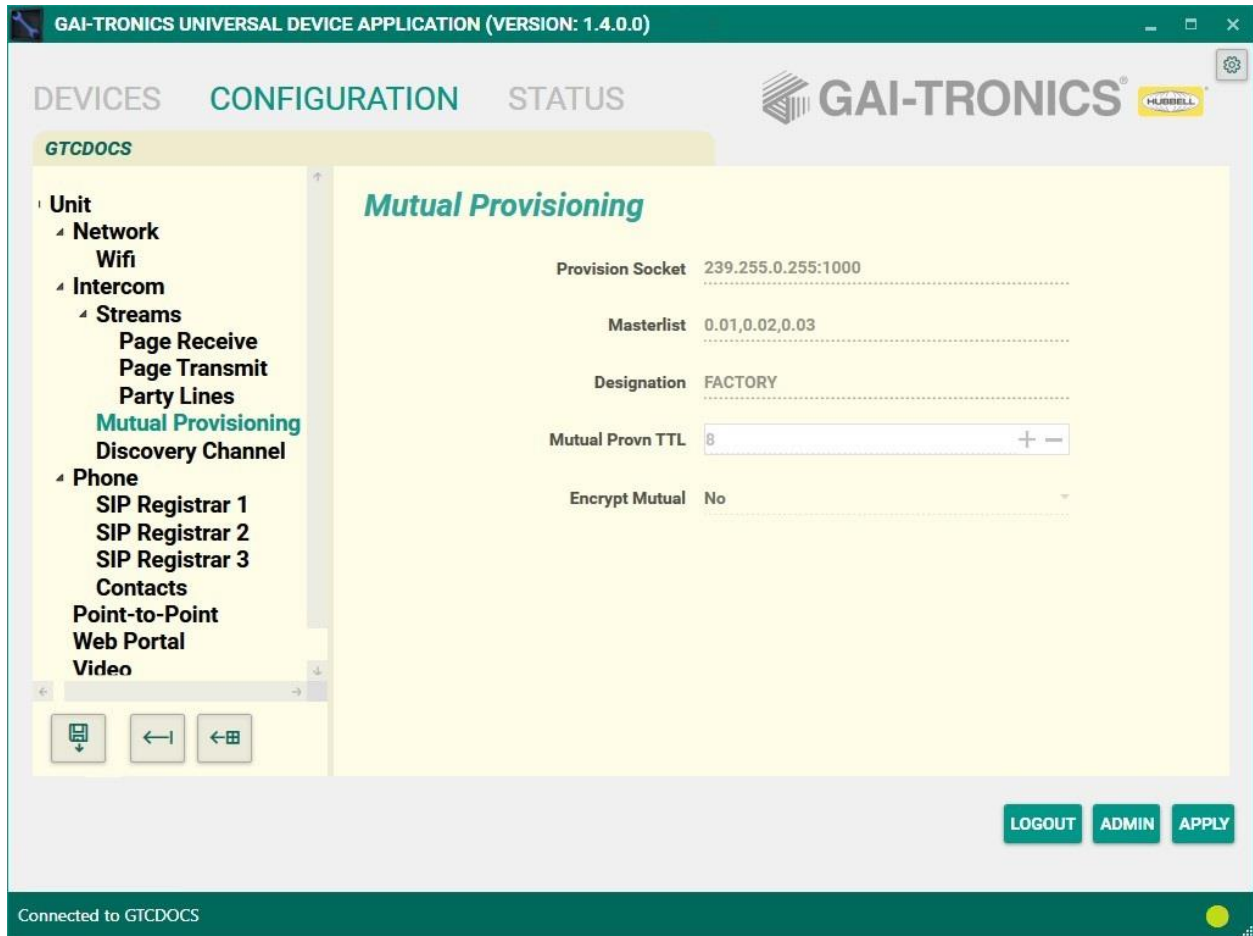 GAI-TRONICS UNIVERSAL DEVICE APPLICATION (VERSION: 1.4.0.0)
DEVICES CONFIGURATION STATUS
GAI-TRONICS®
HUBBELL
GTCDOCS
Unit
Network
Wifi
Intercom
Streams
Page Receive
Page Transmit
Party Lines
Mutual Provisioning
Discovery Channel
Phone
SIP Registrar 1
SIP Registrar 2
SIP Registrar 3
Contacts
Point-to-Point
Web Portal
Video
Mutual Provisioning
Provision Socket 239.255.0.255:1000
Masterlist 0.01,0.02,0.03
Designation FACTORY
Mutual Provn TTL 8
Encrypt Mutual No
LOGOUT ADMIN APPLY
Connected to GTCDOCS